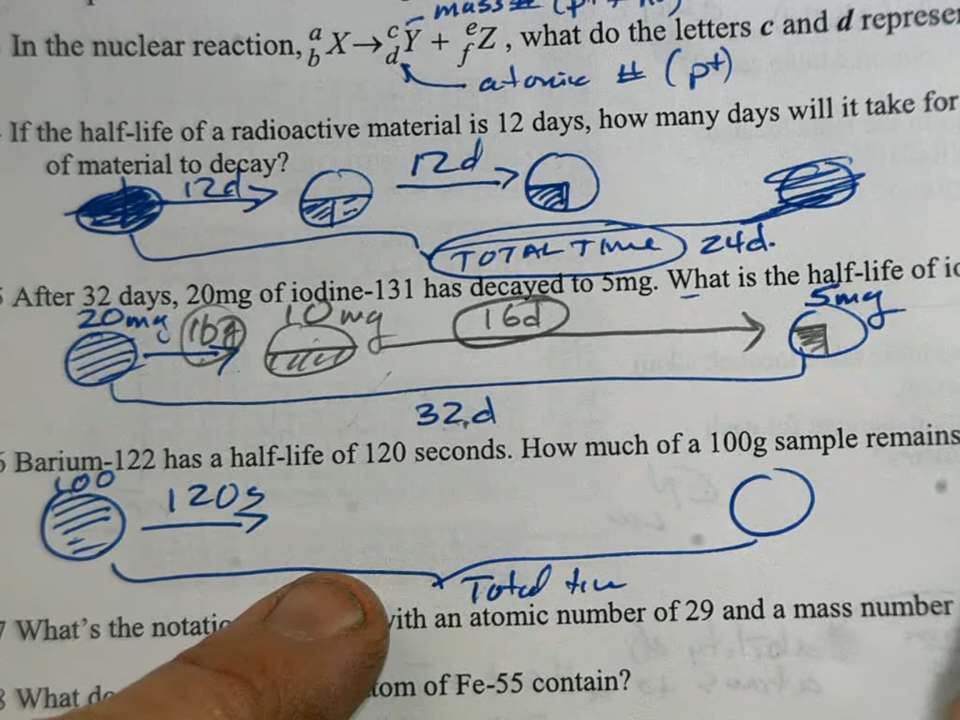 mass #
In the nuclear reaction, ᵃ_b X→ᶜ_d Y + ᵉ_f Z, what do the letters c and d represen
atomic # (p⁺)
If the half-life of a radioactive material is 12 days, how many days will it take for
of material to decay?
12d 12d
TOTAL TIME 24d.
5 After 32 days, 20mg of iodine-131 has decayed to 5mg. What is the half-life of io
20mg 16d 10mg 16d 5mg
32d
6 Barium-122 has a half-life of 120 seconds. How much of a 100g sample remains
100 120s
Total time
7 What's the notatio with an atomic number of 29 and a mass number
8 What do tom of Fe-55 contain?